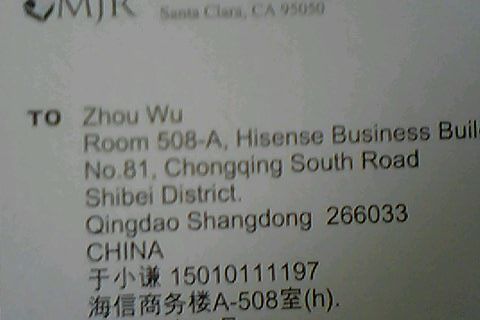 MJR
Santa Clara, CA 95050
TO Zhou Wu
Room 508-A, Hisense Business Buil
No.81, Chongqing South Road
Shibei District.
Qingdao Shangdong 266033
CHINA
于小谦 15010111197
海信商务楼A-508室(h).